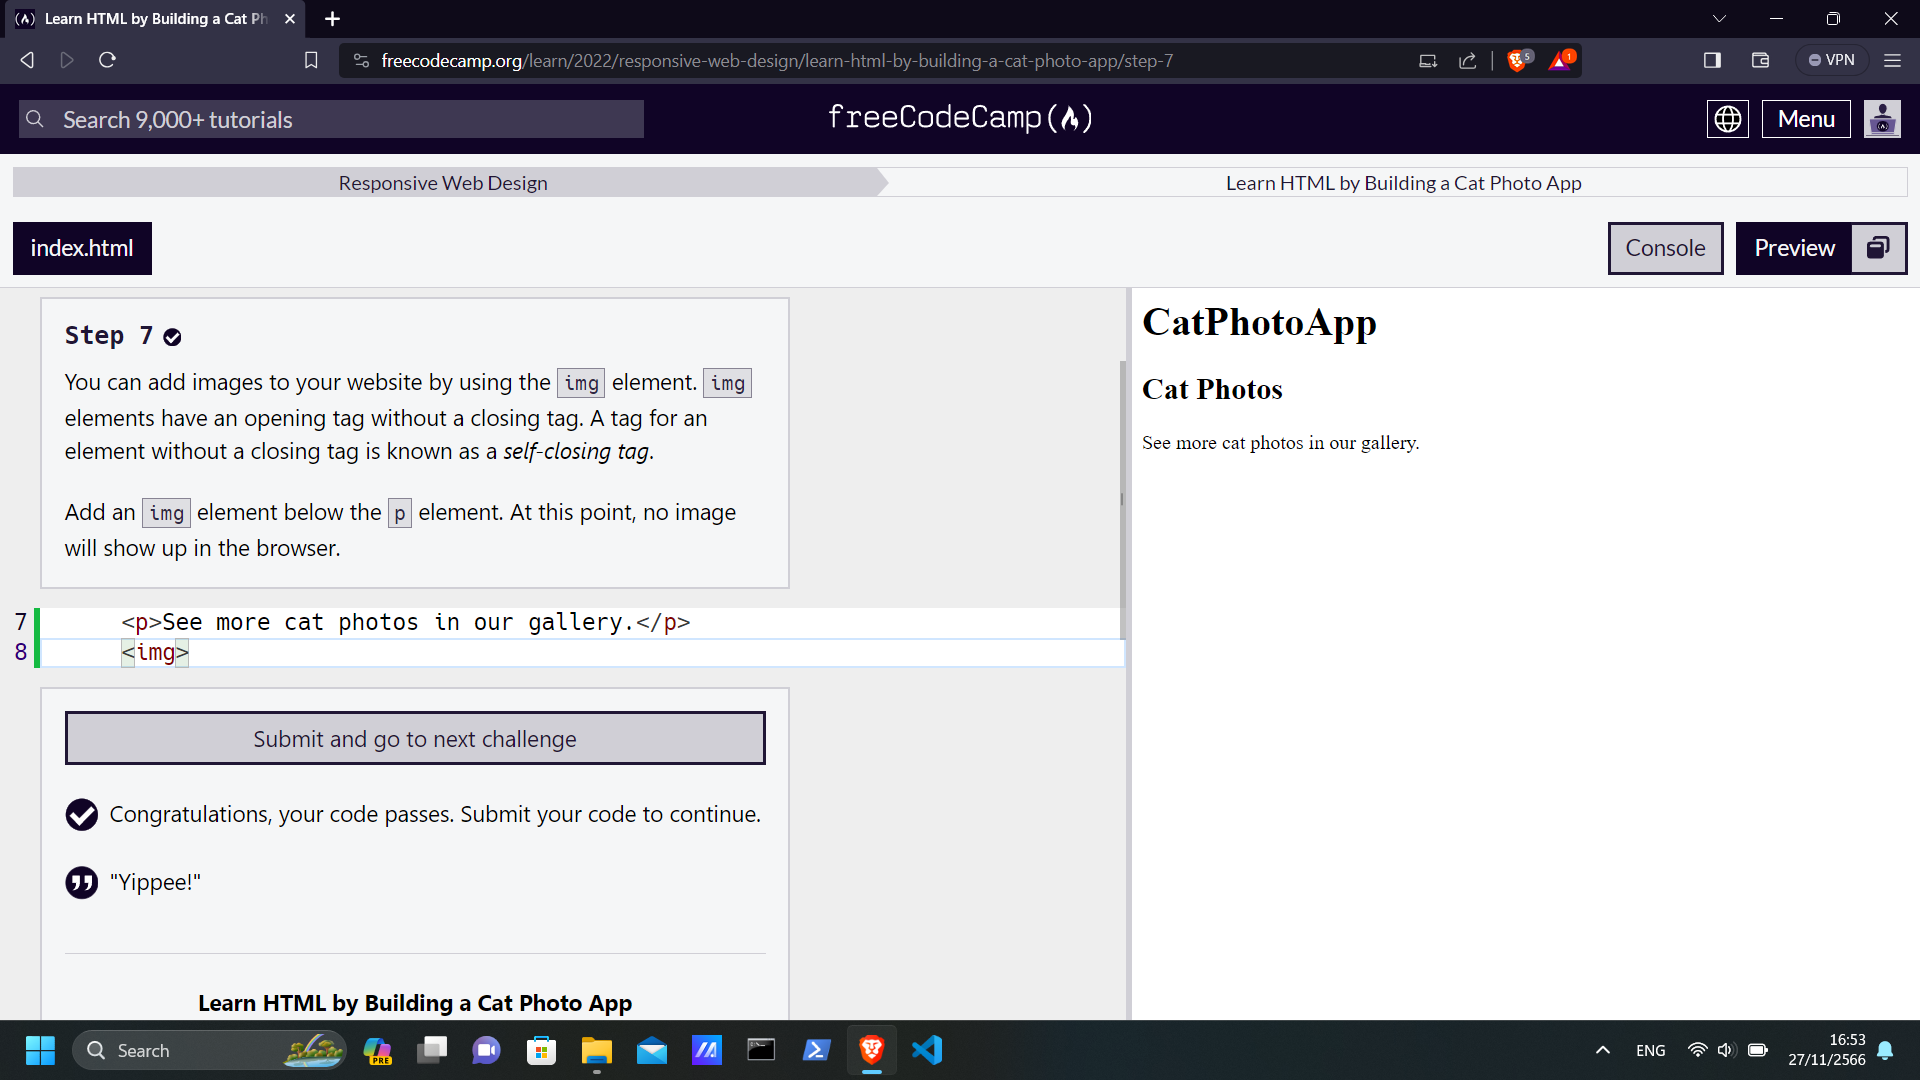 Learn HTML by Building a Cat Ph
freecodecamp.org/learn/2022/responsive-web-design/learn-html-by-building-a-cat-photo-app/step-7
5
1
VPN
Search 9,000+ tutorials
freeCodeCamp
Menu
Responsive Web Design
Learn HTML by Building a Cat Photo App
index.html
Console
Preview
Step 7
You can add images to your website by using the img element. img
elements have an opening tag without a closing tag. A tag for an
element without a closing tag is known as a self-closing tag.
Add an img element below the p element. At this point, no image
will show up in the browser.
7 <p>See more cat photos in our gallery.</p>
8 <img>
Submit and go to next challenge
Congratulations, your code passes. Submit your code to continue.
"Yippee!"
Learn HTML by Building a Cat Photo App
CatPhotoApp
Cat Photos
See more cat photos in our gallery.
Search
PRE
ENG
16:53
27/11/2566